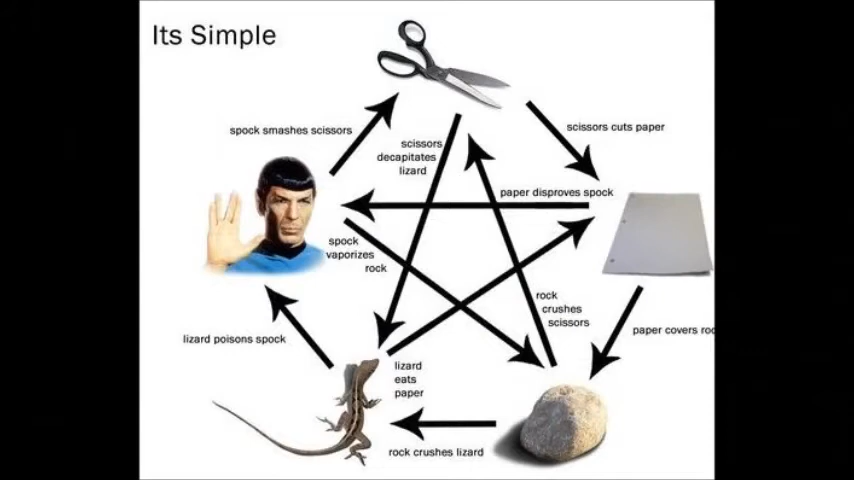 Its Simple
spock smashes scissors
scissors cuts paper
scissors
decapitates
lizard
paper disproves spock
spock
vaporizes
rock
rock
crushes
scissors
lizard poisons spock
paper covers roc
lizard
eats
paper
rock crushes lizard